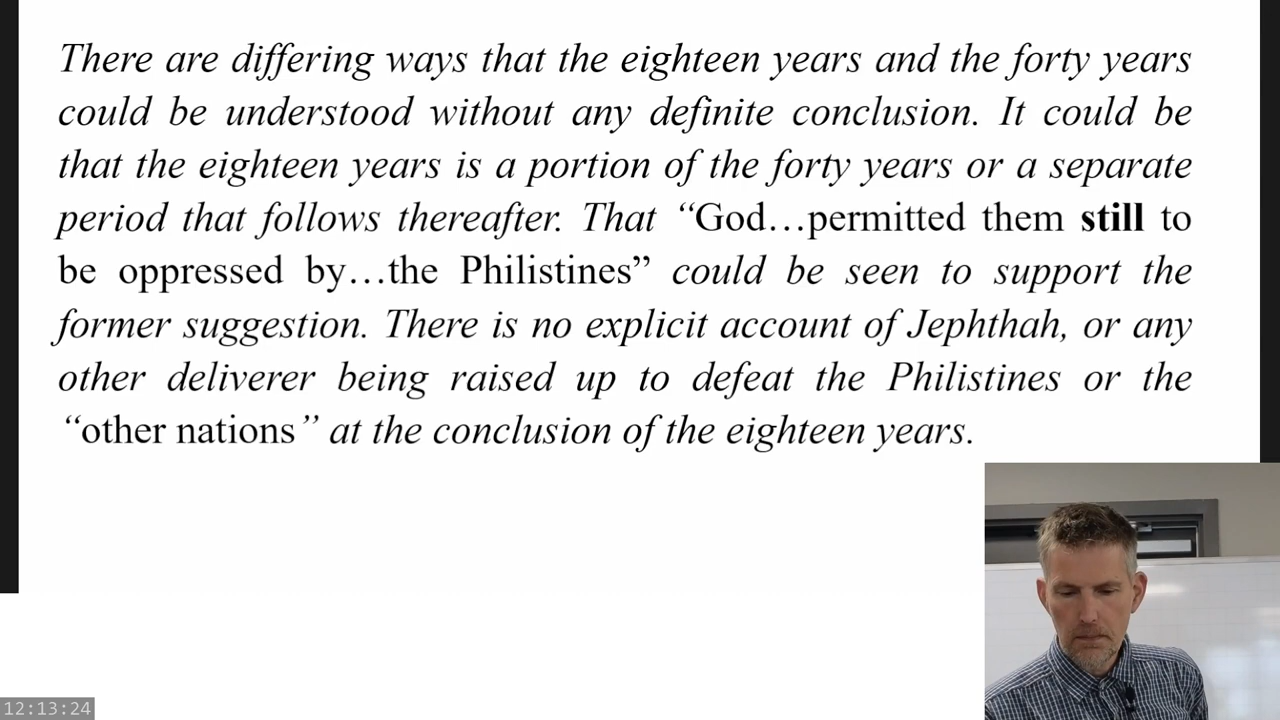 There are differing ways that the eighteen years and the forty years
could be understood without any definite conclusion. It could be
that the eighteen years is a portion of the forty years or a separate
period that follows thereafter. That “God…permitted them still to
be oppressed by…the Philistines” could be seen to support the
former suggestion. There is no explicit account of Jephthah, or any
other deliverer being raised up to defeat the Philistines or the
“other nations” at the conclusion of the eighteen years.
12:13:24